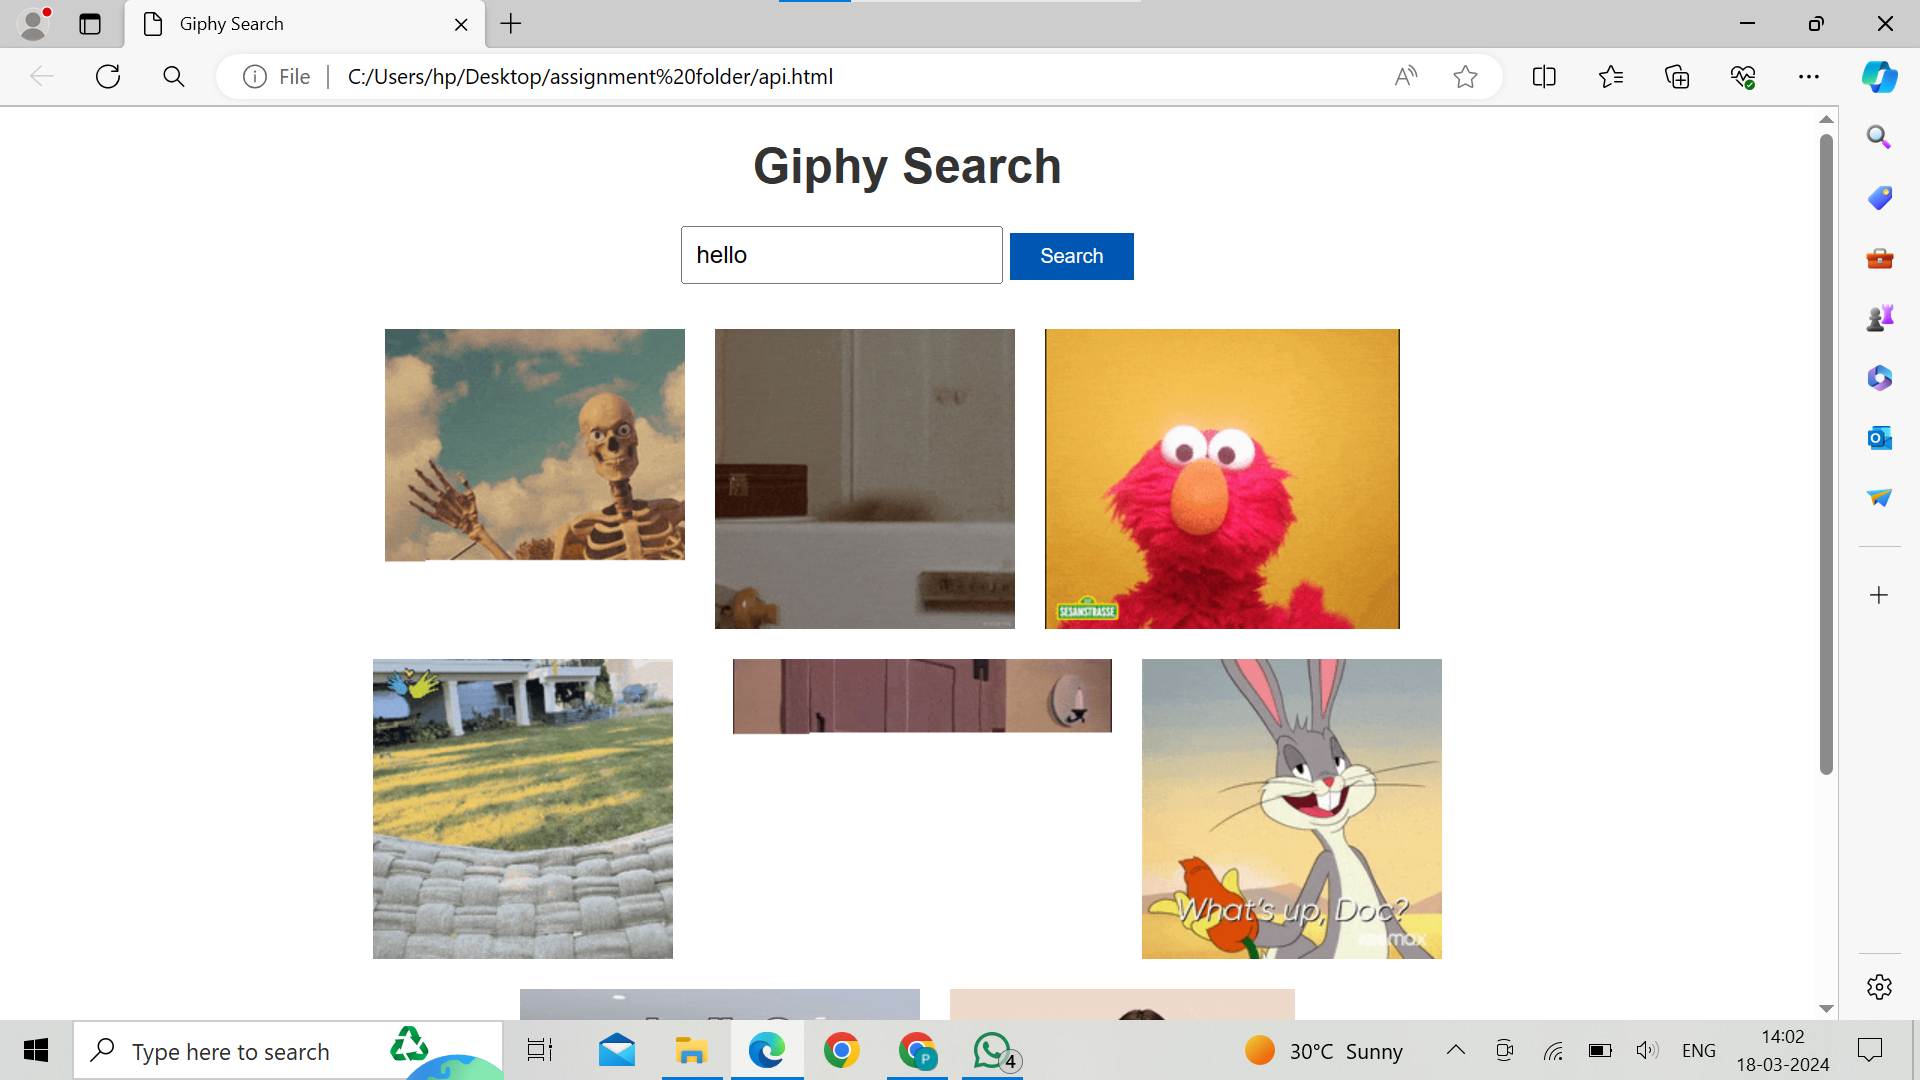 Giphy Search
File
C:/Users/hp/Desktop/assignment%20folder/api.html
Giphy Search
hello
Search
SESAMSTRASSE
What's up, Doc?
Type here to search
P
4
30°C Sunny
ENG
14:02
18-03-2024